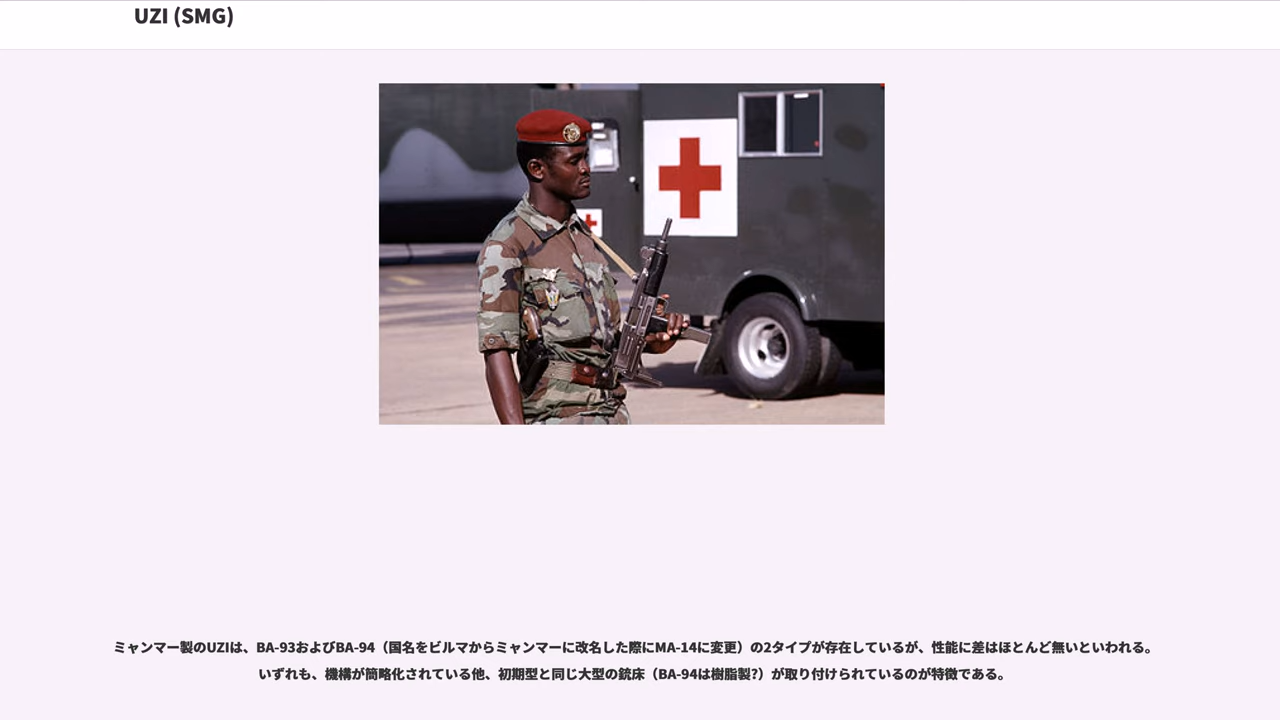 UZI (SMG)
ミャンマー製のUZIは、BA-93およびBA-94（国名をビルマからミャンマーに改名した際にMA-14に変更）の2タイプが存在しているが、性能に差はほとんど無いといわれる。
いずれも、機構が簡略化されている他、初期型と同じ大型の銃床（BA-94は樹脂製?）が取り付けられているのが特徴である。